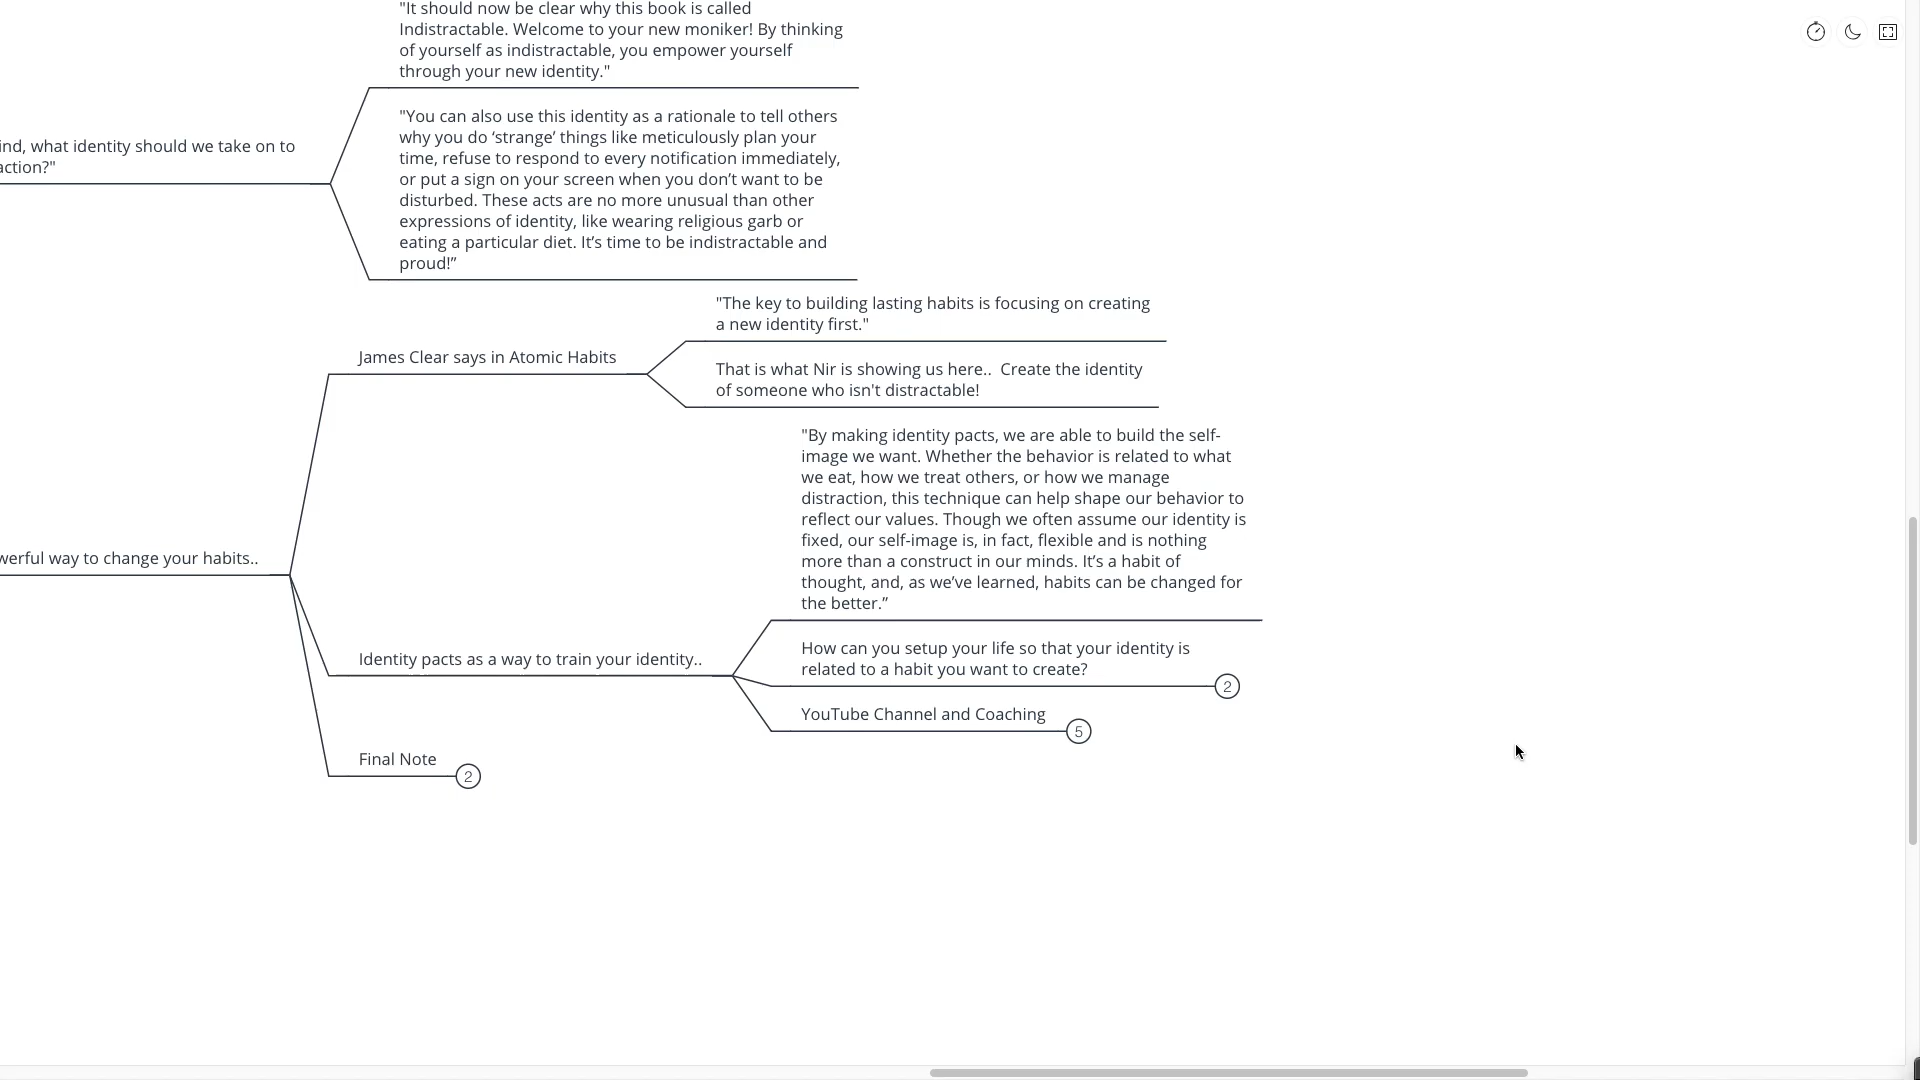 "It should now be clear why this book is called
Indistractable. Welcome to your new moniker! By thinking
of yourself as indistractable, you empower yourself
through your new identity."
"You can also use this identity as a rationale to tell others
why you do ‘strange’ things like meticulously plan your
time, refuse to respond to every notification immediately,
or put a sign on your screen when you don’t want to be
disturbed. These acts are no more unusual than other
expressions of identity, like wearing religious garb or
eating a particular diet. It’s time to be indistractable and
proud!”
ind, what identity should we take on to
action?"
"The key to building lasting habits is focusing on creating
a new identity first."
James Clear says in Atomic Habits
That is what Nir is showing us here..  Create the identity
of someone who isn't distractable!
"By making identity pacts, we are able to build the self-
image we want. Whether the behavior is related to what
we eat, how we treat others, or how we manage
distraction, this technique can help shape our behavior to
reflect our values. Though we often assume our identity is
fixed, our self-image is, in fact, flexible and is nothing
more than a construct in our minds. It’s a habit of
thought, and, as we’ve learned, habits can be changed for
the better.”
werful way to change your habits..
Identity pacts as a way to train your identity..
How can you setup your life so that your identity is
related to a habit you want to create?
2
YouTube Channel and Coaching
5
Final Note
2